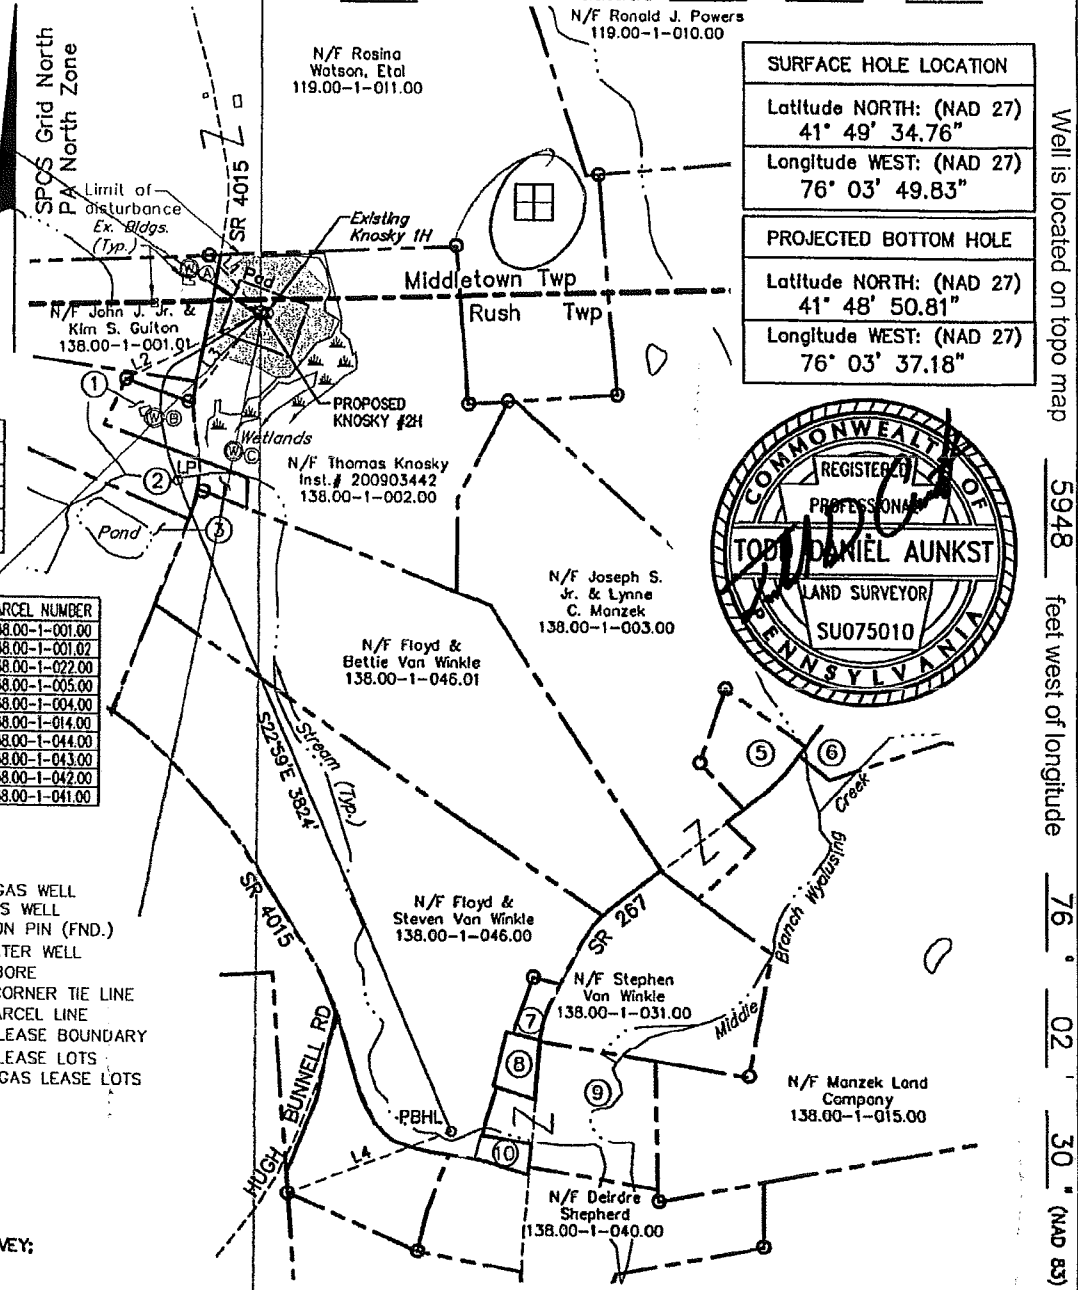 N/F Ronald J. Powers
119.00-1-010.00
SPCS Grid North
PA North Zone
N/F Rosina
Watson, Etal
119.00-1-011.00
SURFACE HOLE LOCATION
Latitude NORTH: (NAD 27)
41° 49' 34.76"
Longitude WEST: (NAD 27)
76° 03' 49.83"
PROJECTED BOTTOM HOLE
Latitude NORTH: (NAD 27)
41° 48' 50.81"
Longitude WEST: (NAD 27)
76° 03' 37.18"
Well is located on topo map 5948 feet west of longitude 76 ° 02 ' 30 " (NAD 83)
SR 4015
Limit of
disturbance
Ex. Bldgs.
(Typ.)
Existing
Knosky 1H
W A
Pad
Middletown Twp
Rush Twp
N/F John J. Jr. &
Kim S. Guiton
138.00-1-001.01
L2
L3
1
W B
PROPOSED
KNOSKY #2H
Wetlands
W C
N/F Thomas Knosky
Inst.# 200903442
138.00-1-002.00
LP
2
3
Pond
COMMONWEALTH OF
PENNSYLVANIA
REGISTERED
PROFESSIONAL
TODD DANIEL AUNKST
LAND SURVEYOR
SU075010
N/F Joseph S.
Jr. & Lynne
C. Manzek
138.00-1-003.00
ARCEL NUMBER
38.00-1-001.00
38.00-1-001.02
38.00-1-022.00
38.00-1-005.00
38.00-1-004.00
38.00-1-014.00
38.00-1-044.00
38.00-1-043.00
38.00-1-042.00
38.00-1-041.00
N/F Floyd &
Bettie Van Winkle
138.00-1-046.01
S22°59'E 3824'
Stream (Typ.)
5
6
Creek
Branch Wyalusing
Middle
GAS WELL
S WELL
ON PIN (FND.)
TER WELL
BORE
CORNER TIE LINE
ARCEL LINE
LEASE BOUNDARY
LEASE LOTS
GAS LEASE LOTS
SR 4015
N/F Floyd &
Steven Van Winkle
138.00-1-046.00
SR 267
N/F Stephen
Van Winkle
138.00-1-031.00
7
8
9
10
HUGH BUNNELL RD
PBHL
L4
N/F Manzek Land
Company
138.00-1-015.00
N/F Deirdre
Shepherd
138.00-1-040.00
VEY: